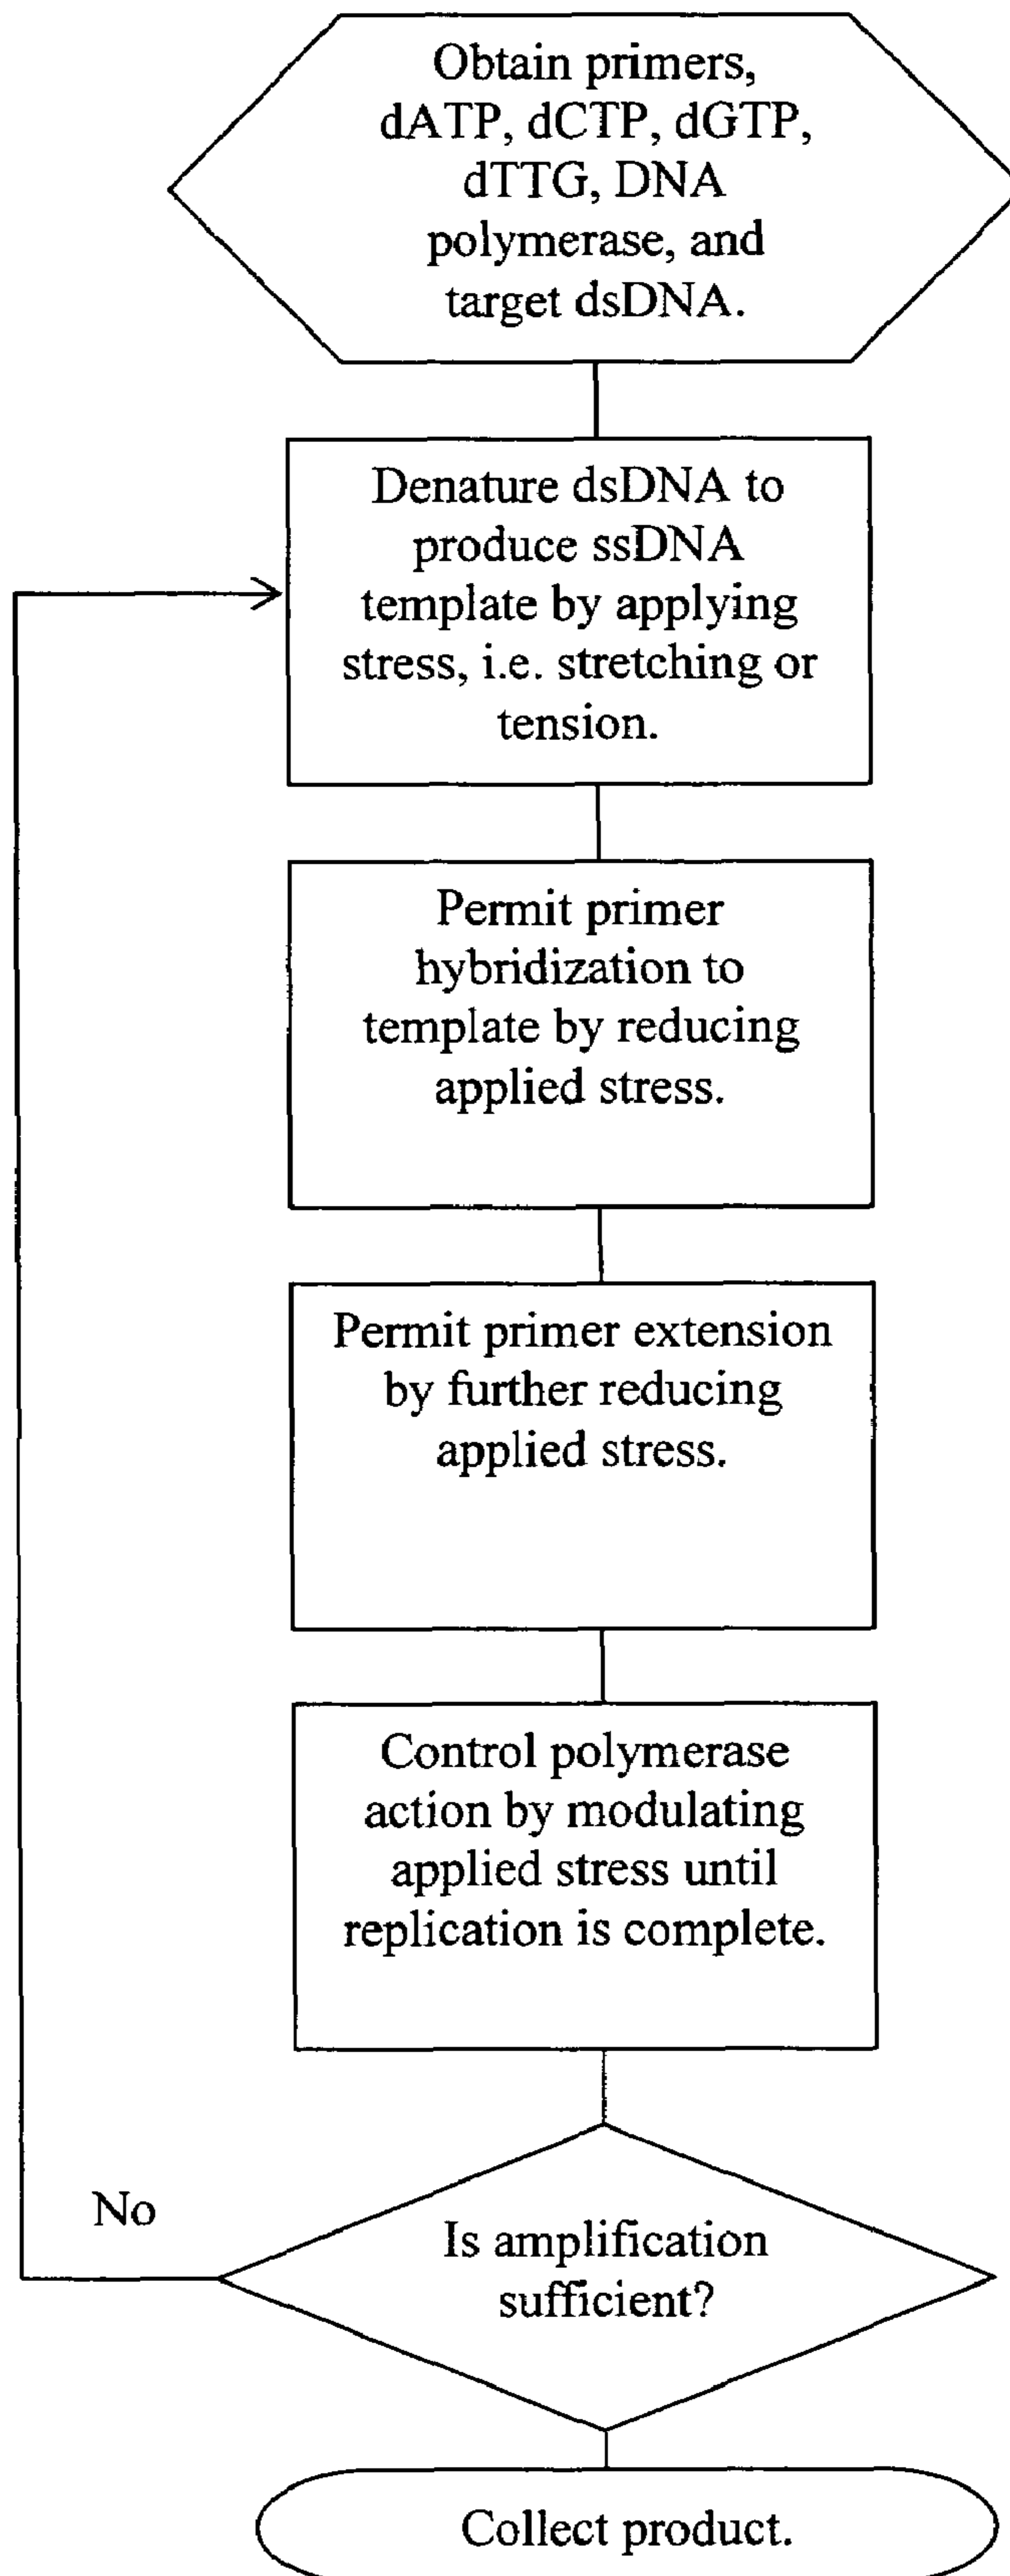 Obtain primers,
dATP, dCTP, dGTP,
dTTG, DNA
polymerase, and
target dsDNA.
Denature dsDNA to
produce ssDNA
template by applying
stress, i.e. stretching or
tension.
Permit primer
hybridization to
template by reducing
applied stress.
Permit primer extension
by further reducing
applied stress.
Control polymerase
action by modulating
applied stress until
replication is complete.
No
Is amplification
sufficient?
Collect product.